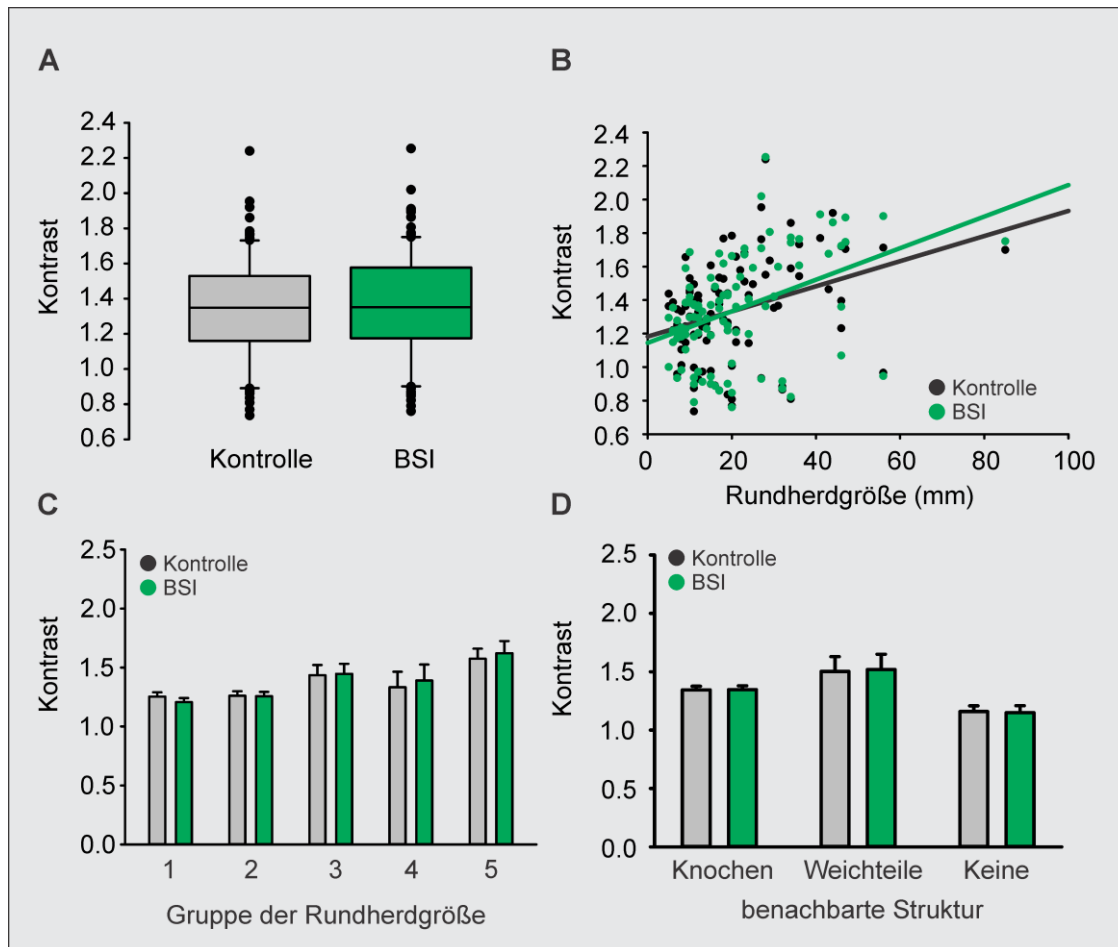 A
Kontrast
2.4
2.2
2.0
1.8
1.6
1.4
1.2
1.0
0.8
0.6
Kontrolle BSI
B
Kontrast
2.4
2.2
2.0
1.8
1.6
1.4
1.2
1.0
0.8
0.6
Kontrolle
BSI
0 20 40 60 80 100
Rundherdgröße (mm)
C
Kontrast
2.5
2.0
1.5
1.0
0.5
0.0
Kontrolle
BSI
1 2 3 4 5
Gruppe der Rundherdgröße
D
Kontrast
2.5
2.0
1.5
1.0
0.5
0.0
Kontrolle
BSI
Knochen Weichteile Keine
benachbarte Struktur